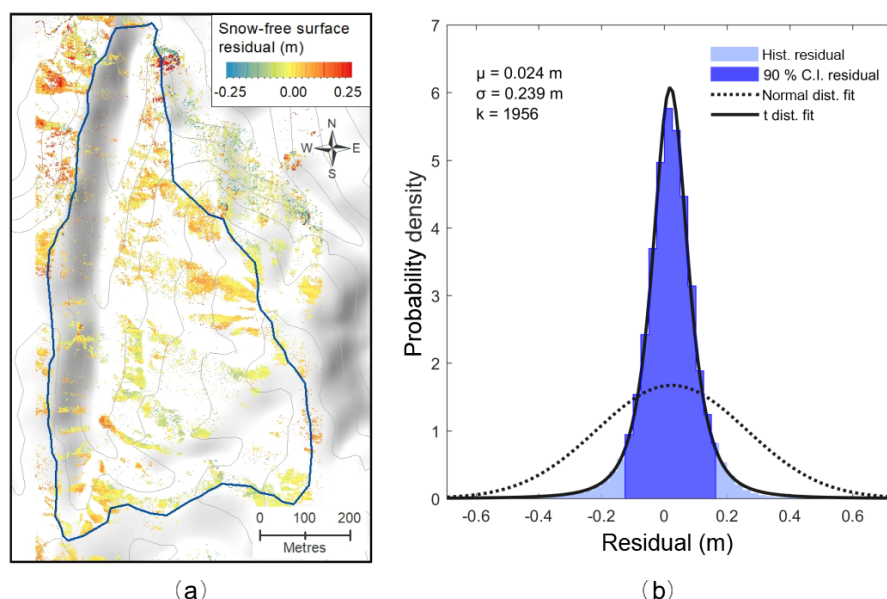 Snow-free surface
residual (m)
-0.25 0.00 0.25
N
W E
S
0 100 200
Metres
(a)
7
6
5
4
3
2
1
0
Probability density
μ = 0.024 m
σ = 0.239 m
k = 1956
Hist. residual
90 % C.I. residual
Normal dist. fit
t dist. fit
-0.6 -0.4 -0.2 0 0.2 0.4 0.6
Residual (m)
(b)